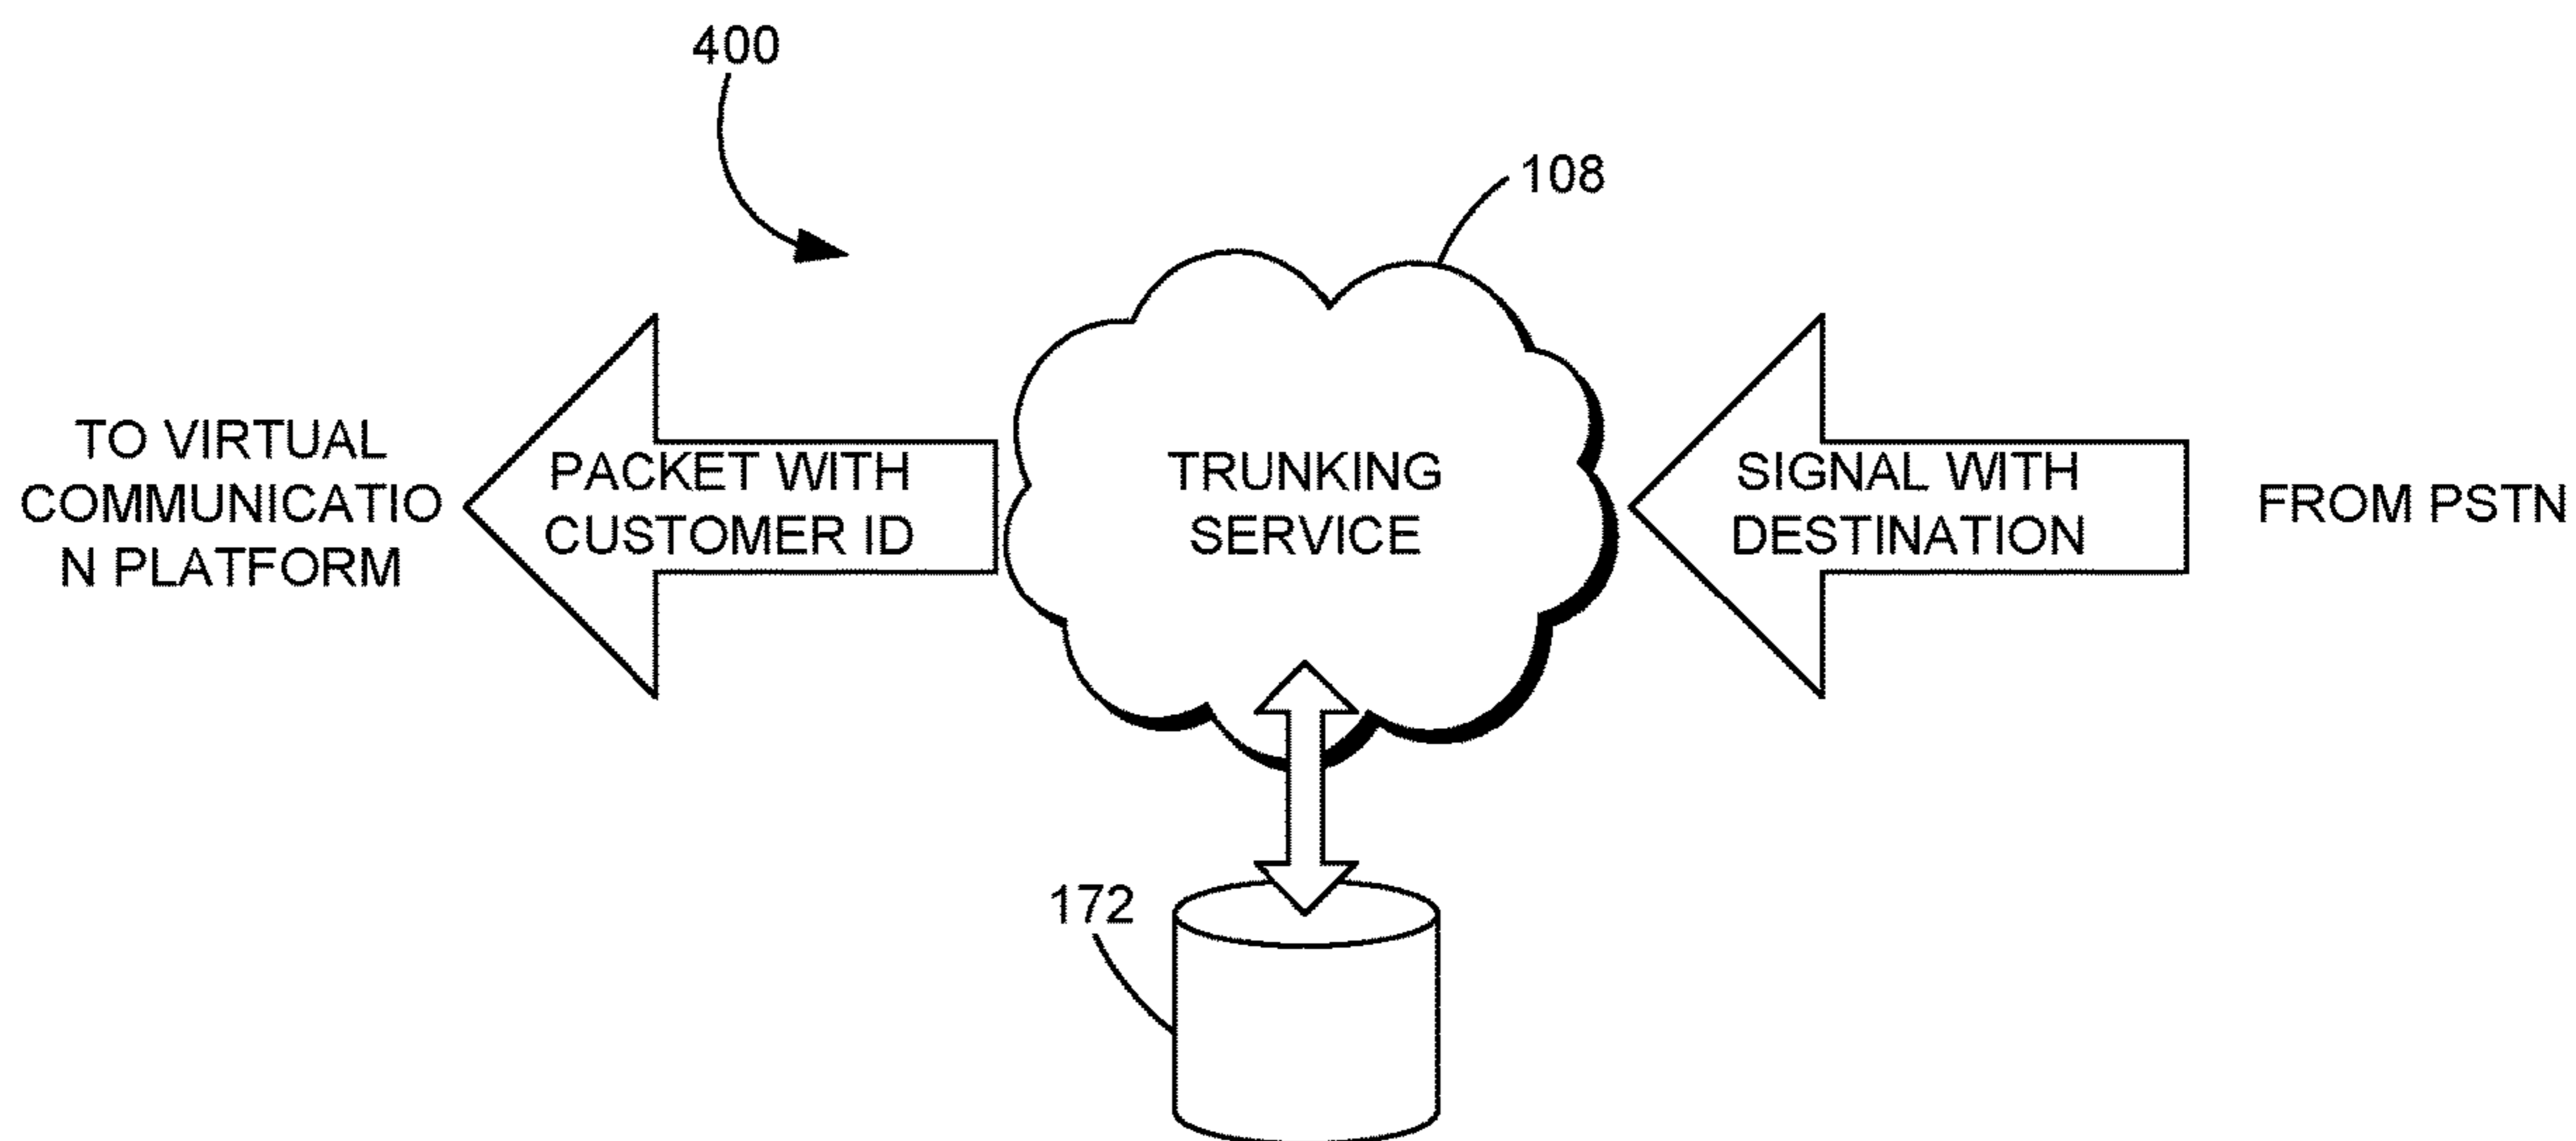 400
108
TO VIRTUAL
COMMUNICATIO
N PLATFORM
PACKET WITH
CUSTOMER ID
TRUNKING
SERVICE
SIGNAL WITH
DESTINATION
FROM PSTN
172